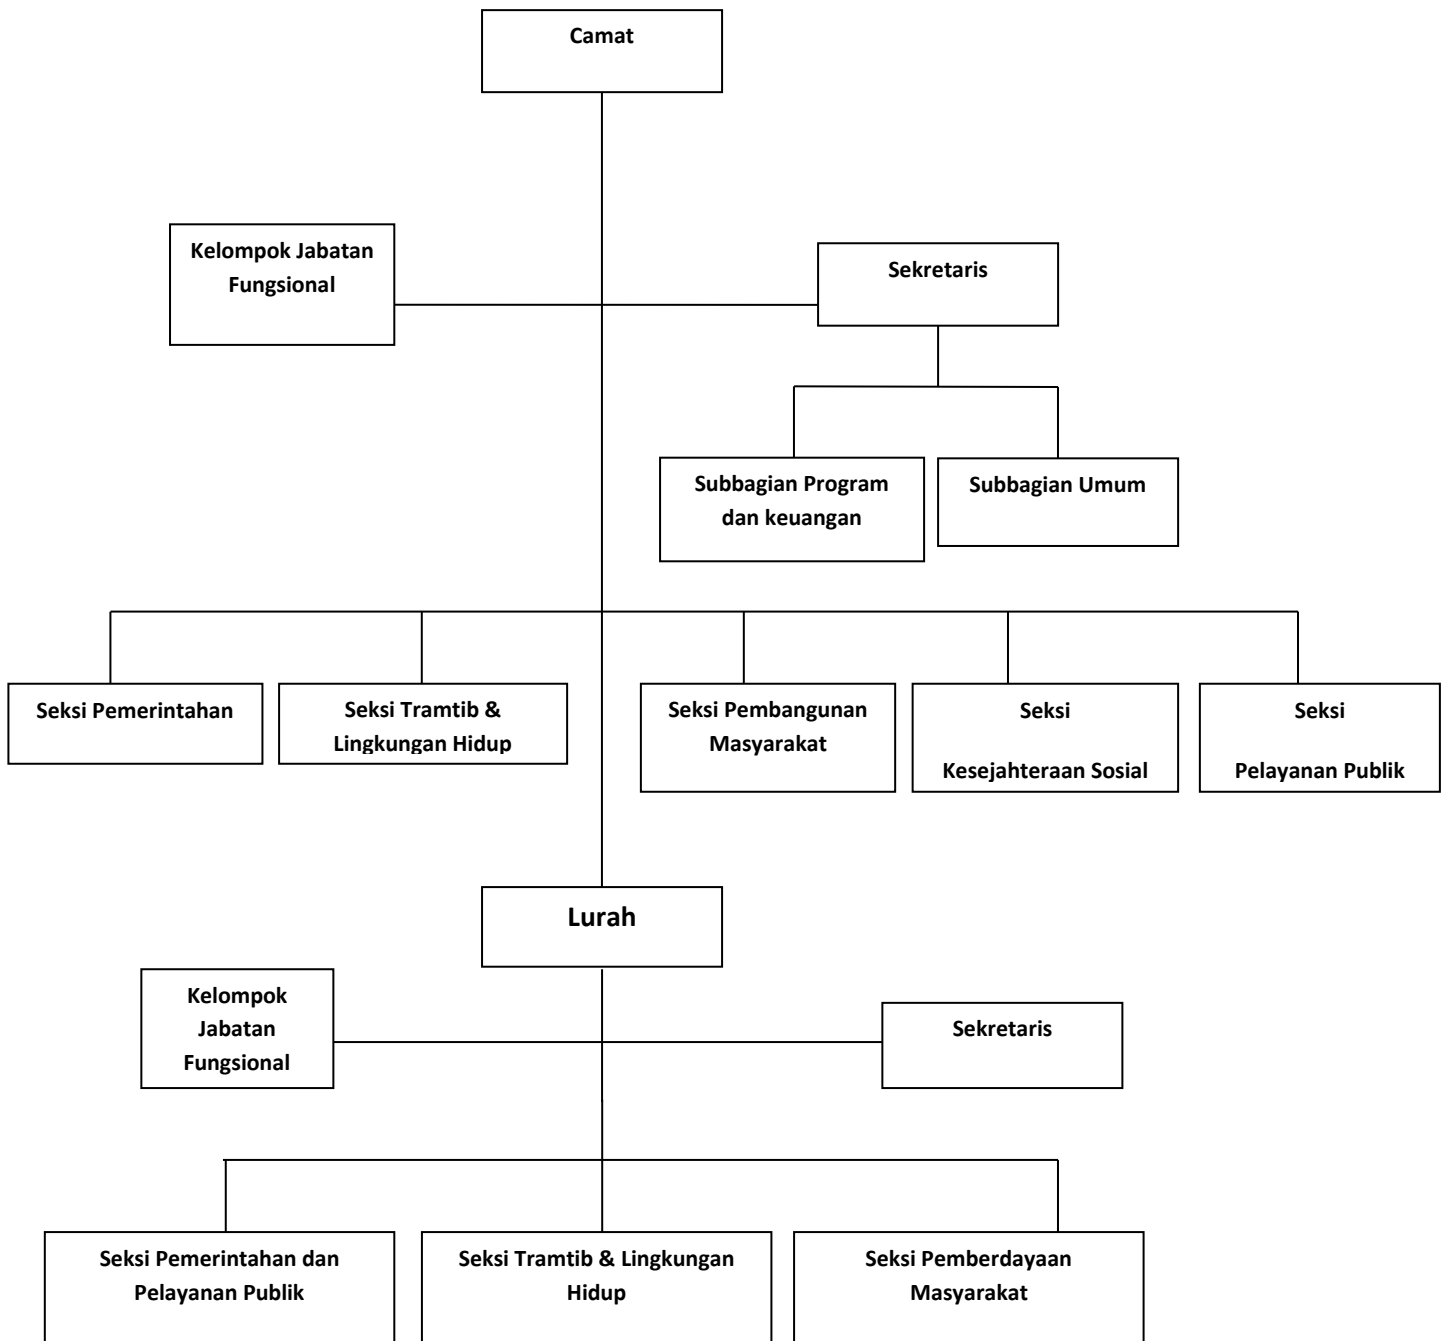 Camat
Kelompok Jabatan
Fungsional
Sekretaris
Subbagian Program
dan keuangan
Subbagian Umum
Seksi Pemerintahan
Seksi Tramtib &
Lingkungan Hidup
Seksi Pembangunan
Masyarakat
Seksi
Kesejahteraan Sosial
Seksi
Pelayanan Publik
Lurah
Kelompok
Jabatan
Fungsional
Sekretaris
Seksi Pemerintahan dan
Pelayanan Publik
Seksi Tramtib & Lingkungan
Hidup
Seksi Pemberdayaan
Masyarakat